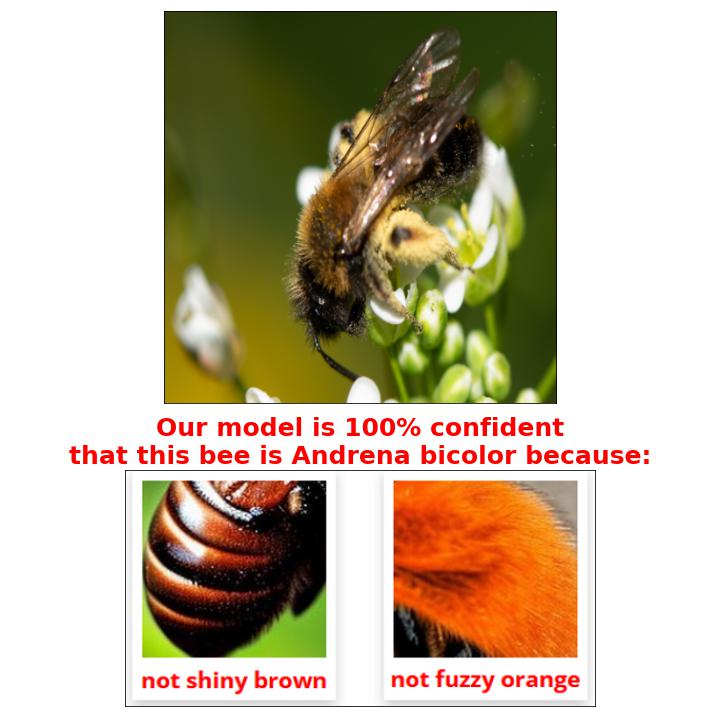 Our model is 100% confident
that this bee is Andrena bicolor because:
not shiny brown
not fuzzy orange